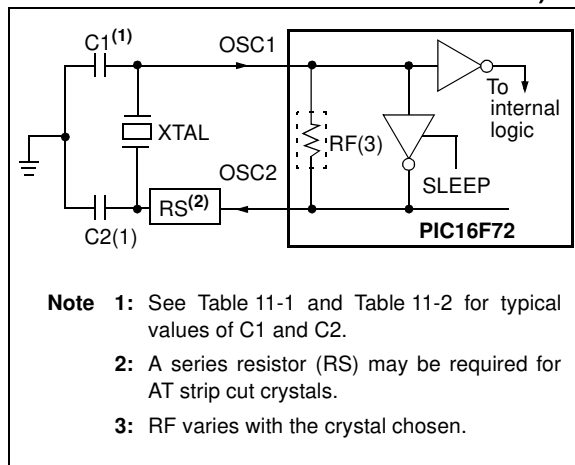 C1(1)
OSC1
To
internal
logic
XTAL
RF(3)
OSC2
SLEEP
RS(2)
C2(1)
PIC16F72
Note 1: See Table 11-1 and Table 11-2 for typical
values of C1 and C2.
2: A series resistor (RS) may be required for
AT strip cut crystals.
3: RF varies with the crystal chosen.